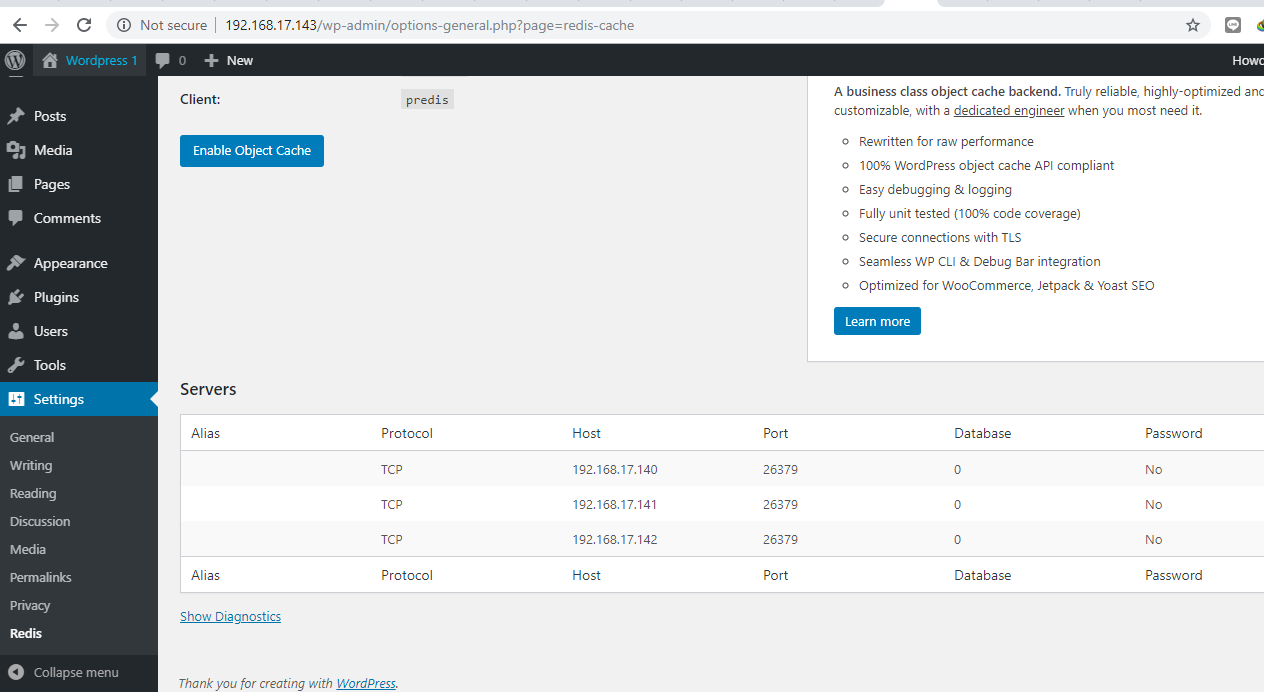 Not secure | 192.168.17.143/wp-admin/options-general.php?page=redis-cache
Wordpress 1 0 New Howd
Posts
Media
Pages
Comments
Appearance
Plugins
Users
Tools
Settings
General
Writing
Reading
Discussion
Media
Permalinks
Privacy
Redis
Collapse menu
Client: predis
Enable Object Cache
A business class object cache backend. Truly reliable, highly-optimized and
customizable, with a dedicated engineer when you most need it.
Rewritten for raw performance
100% WordPress object cache API compliant
Easy debugging & logging
Fully unit tested (100% code coverage)
Secure connections with TLS
Seamless WP CLI & Debug Bar integration
Optimized for WooCommerce, Jetpack & Yoast SEO
Learn more
Servers
Alias Protocol Host Port Database Password
TCP 192.168.17.140 26379 0 No
TCP 192.168.17.141 26379 0 No
TCP 192.168.17.142 26379 0 No
Alias Protocol Host Port Database Password
Show Diagnostics
Thank you for creating with WordPress.